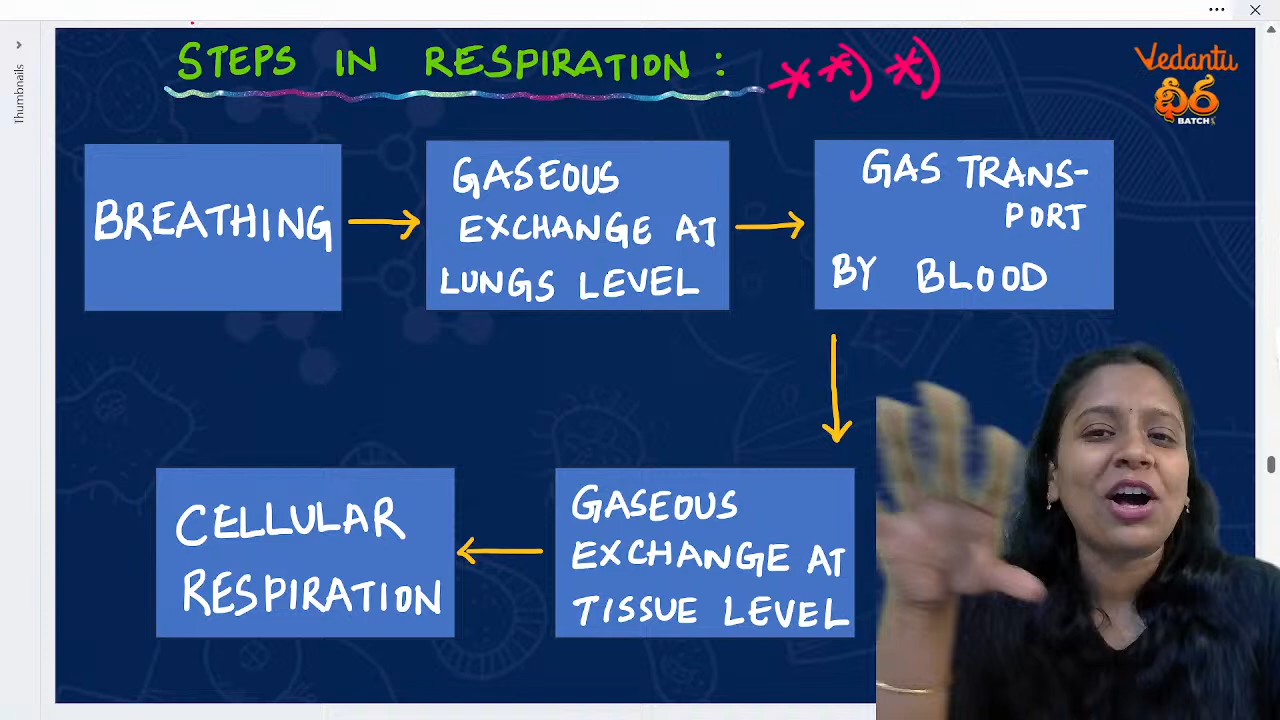 Thumbnails
STEPS IN RESPIRATION :
Vedantu
ధీర
BATCH
BREATHING
GASEOUS
EXCHANGE AT
LUNGS LEVEL
GAS TRANS-
PORT
BY BLOOD
GASEOUS
EXCHANGE AT
TISSUE LEVEL
CELLULAR
RESPIRATION